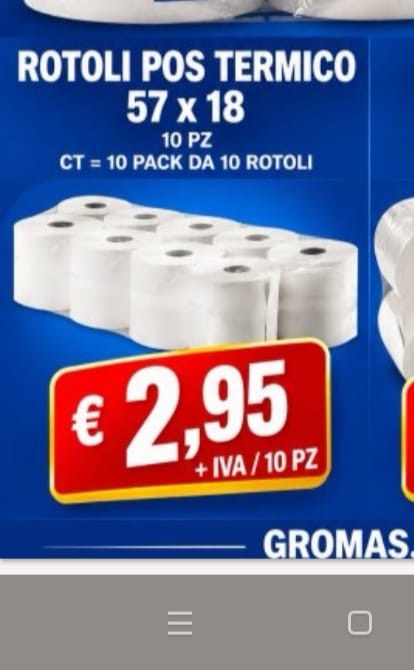 ROTOLI POS TERMICO
57 x 18
10 PZ
CT = 10 PACK DA 10 ROTOLI
€ 2,95
+ IVA / 10 PZ
GROMAS.